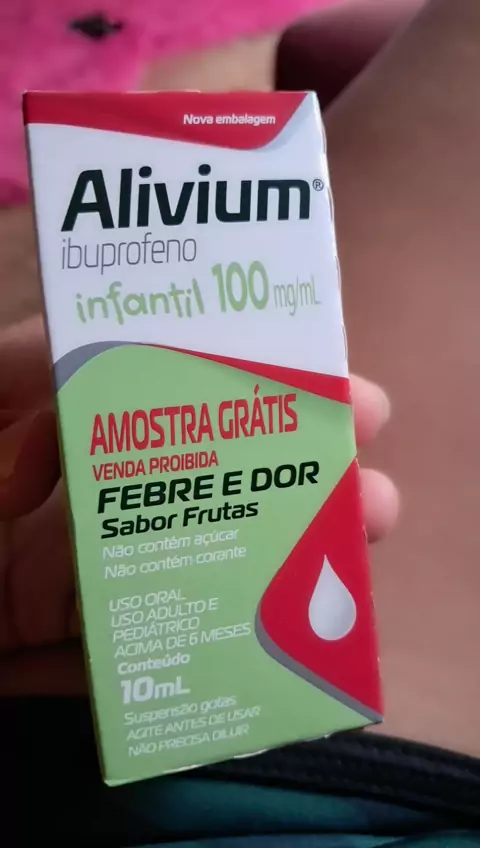 Nova embalagem
Alivium®
ibuprofeno
infantil 100 mg/mL
AMOSTRA GRÁTIS
VENDA PROIBIDA
FEBRE E DOR
Sabor Frutas
Não contém açúcar
Não contém corante
USO ORAL
USO ADULTO E
PEDIÁTRICO
ACIMA DE 6 MESES
Conteúdo
10mL
Suspensão gotas
AGITE ANTES DE USAR
NÃO PRECISA DILUIR